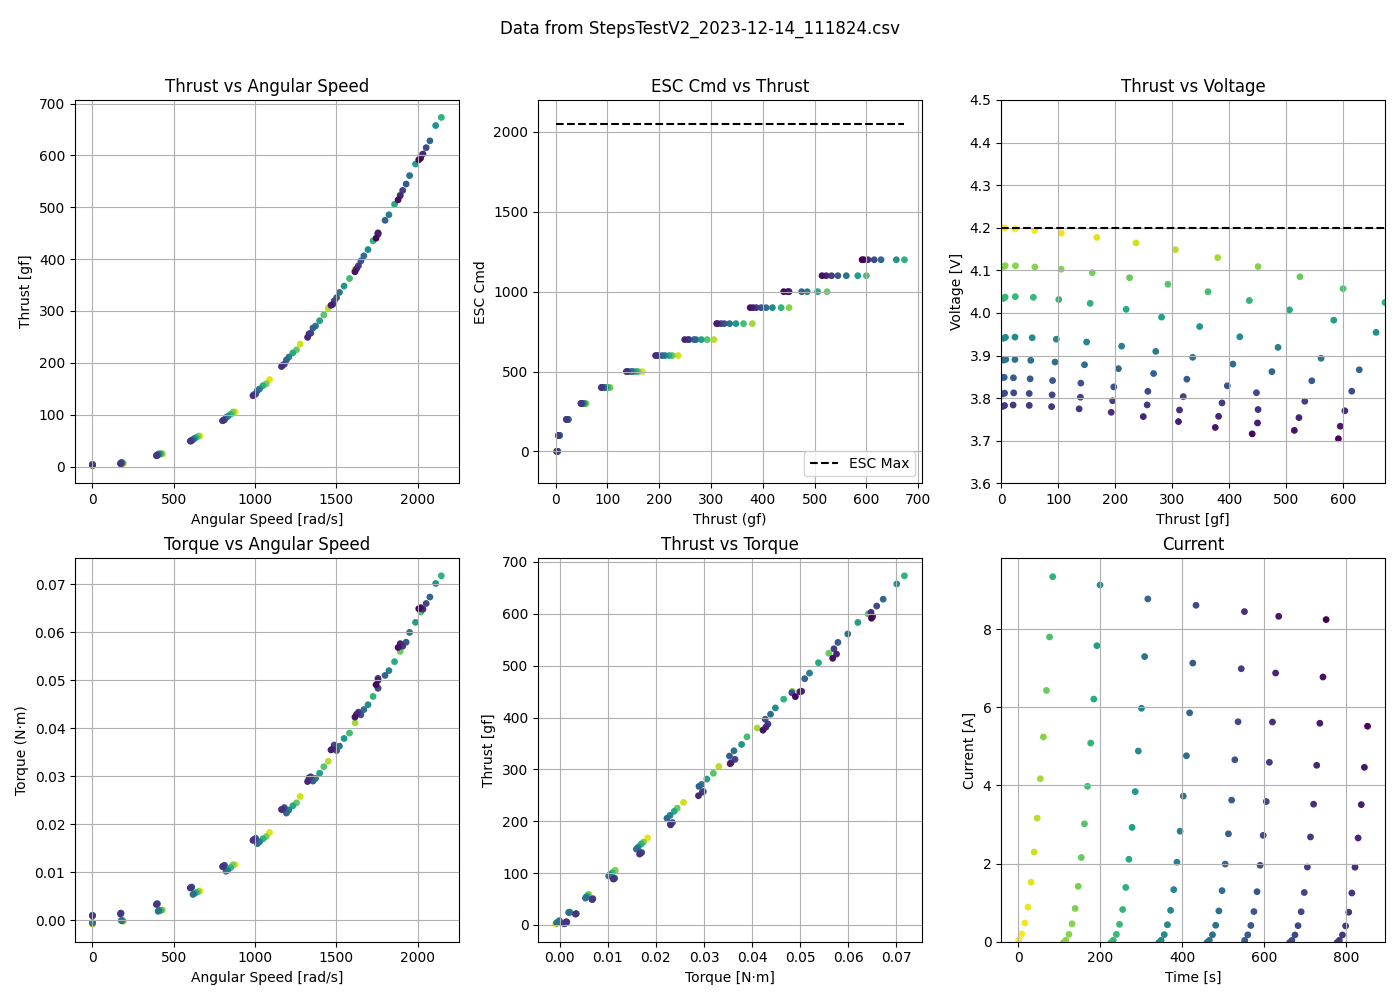 Data from StepsTestV2_2023-12-14_111824.csv
Thrust vs Angular Speed
Thrust [gf]
700
600
500
400
300
200
100
0
0 500 1000 1500 2000
Angular Speed [rad/s]
ESC Cmd vs Thrust
ESC Cmd
2000
1500
1000
500
0
ESC Max
0 100 200 300 400 500 600 700
Thrust (gf)
Thrust vs Voltage
Voltage [V]
4.5
4.4
4.3
4.2
4.1
4.0
3.9
3.8
3.7
3.6
0 100 200 300 400 500 600
Thrust [gf]
Torque vs Angular Speed
Torque (N·m)
0.07
0.06
0.05
0.04
0.03
0.02
0.01
0.00
0 500 1000 1500 2000
Angular Speed [rad/s]
Thrust vs Torque
Thrust [gf]
700
600
500
400
300
200
100
0
0.00 0.01 0.02 0.03 0.04 0.05 0.06 0.07
Torque [N·m]
Current
Current [A]
8
6
4
2
0
0 200 400 600 800
Time [s]